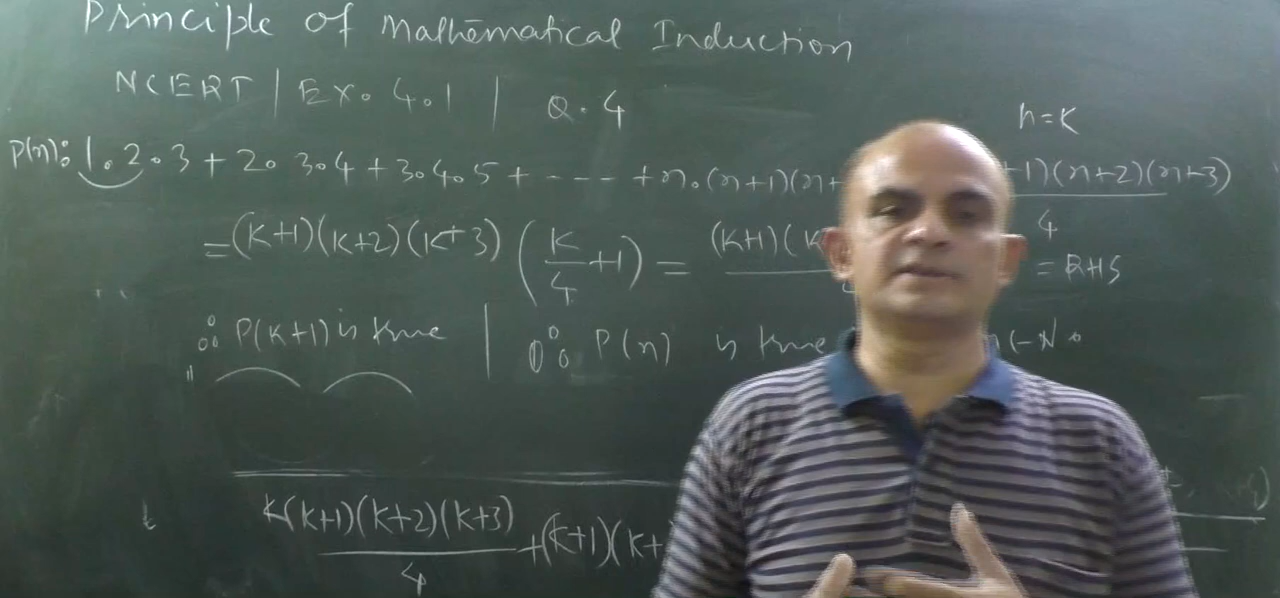 Principle of Mathematical Induction
NCERT | Ex. 4.1 | Q. 4
n=K
P(n): 1.2.3 + 2.3.4 + 3.4.5 + ---- + n.(n+1)(n+ -1)(n+2)(n+3)
4
=(K+1)(K+2)(K+3) (K/4 +1) = (K+1)(K = RHS
∴ P(K+1) is true | ∴ P(n) is true
K(K+1)(K+2)(K+3)/4 +(K+1)(K+